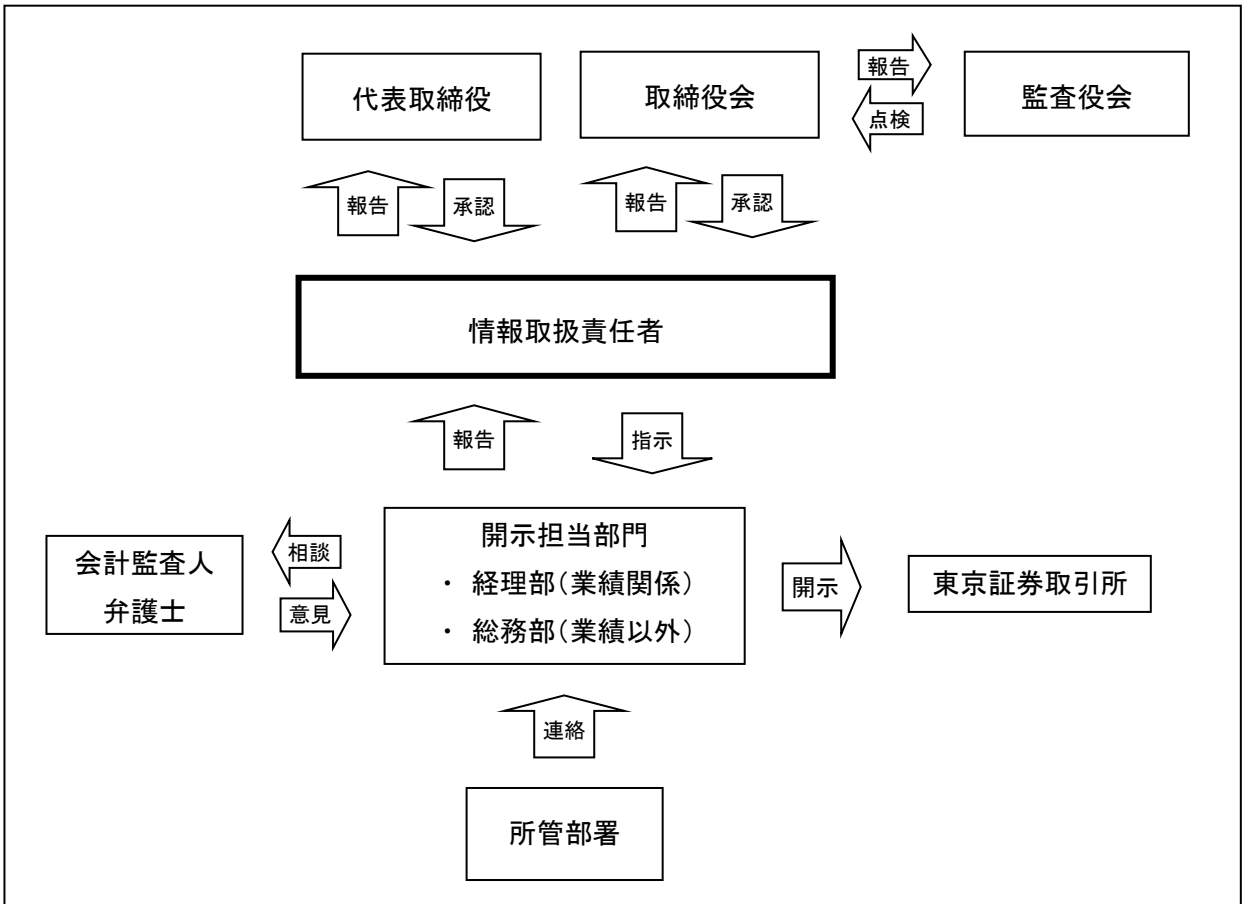 代表取締役
取締役会
報告
点検
監査役会
報告
承認
報告
承認
情報取扱責任者
報告
指示
会計監査人
弁護士
相談
意見
開示担当部門
・ 経理部(業績関係)
・ 総務部(業績以外)
開示
東京証券取引所
連絡
所管部署